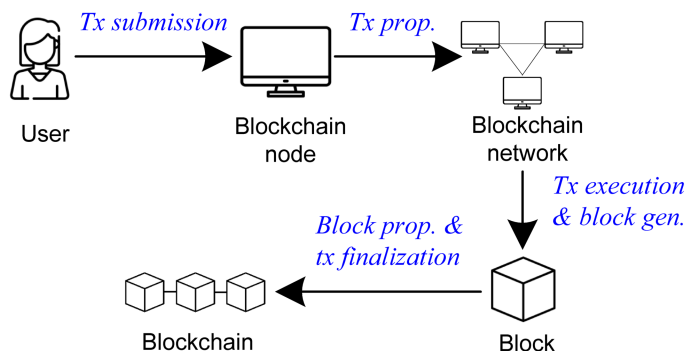 Tx submission
Tx prop.
User
Blockchain
node
Blockchain
network
Tx execution
& block gen.
Block prop. &
tx finalization
Blockchain
Block